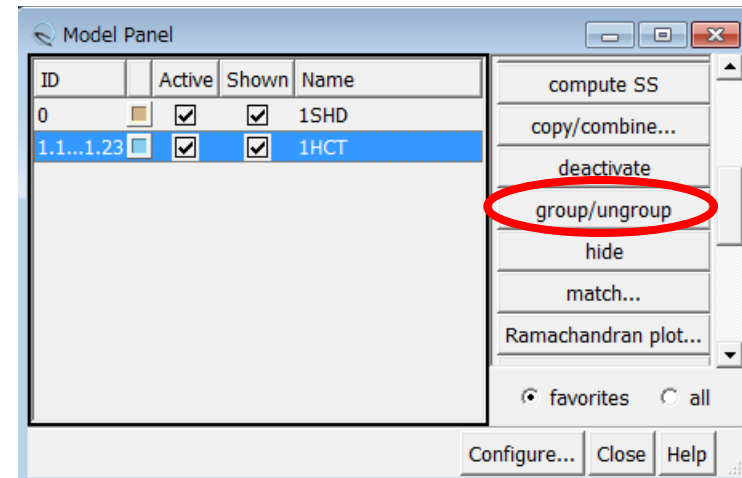 Model Panel
ID Active Shown Name
0 1SHD
1.1...1.23 1HCT
compute SS
copy/combine...
deactivate
group/ungroup
hide
match...
Ramachandran plot...
favorites all
Configure... Close Help